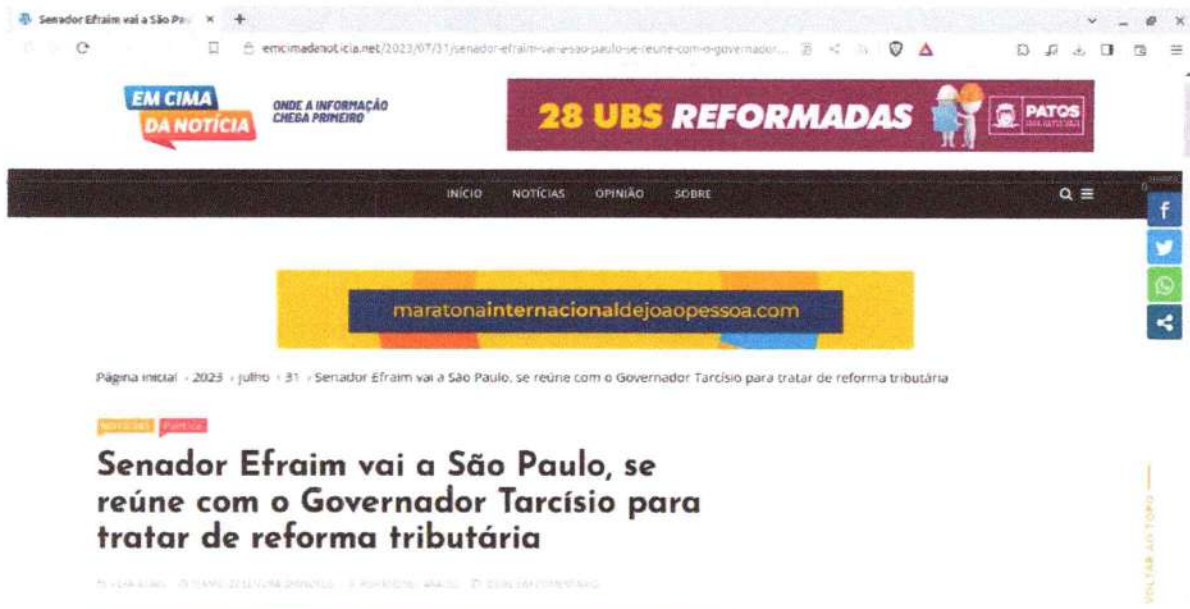 Senador Efraim vai a São Pa
emcimadanoticia.net/2023/07/31/senador-efraim-vai-a-sao-paulo-se-reune-com-o-governador...
EM CIMA
DA NOTÍCIA
ONDE A INFORMAÇÃO
CHEGA PRIMEIRO
28 UBS REFORMADAS
PATOS
INÍCIO NOTÍCIAS OPINIÃO SOBRE
maratonainternacionaldejoaopessoa.com
Página inicial 2023 julho 31 Senador Efraim vai a São Paulo, se reúne com o Governador Tarcísio para tratar de reforma tributária
NOTÍCIAS Política
Senador Efraim vai a São Paulo, se
reúne com o Governador Tarcísio para
tratar de reforma tributária
VOLTAR AO TOPO